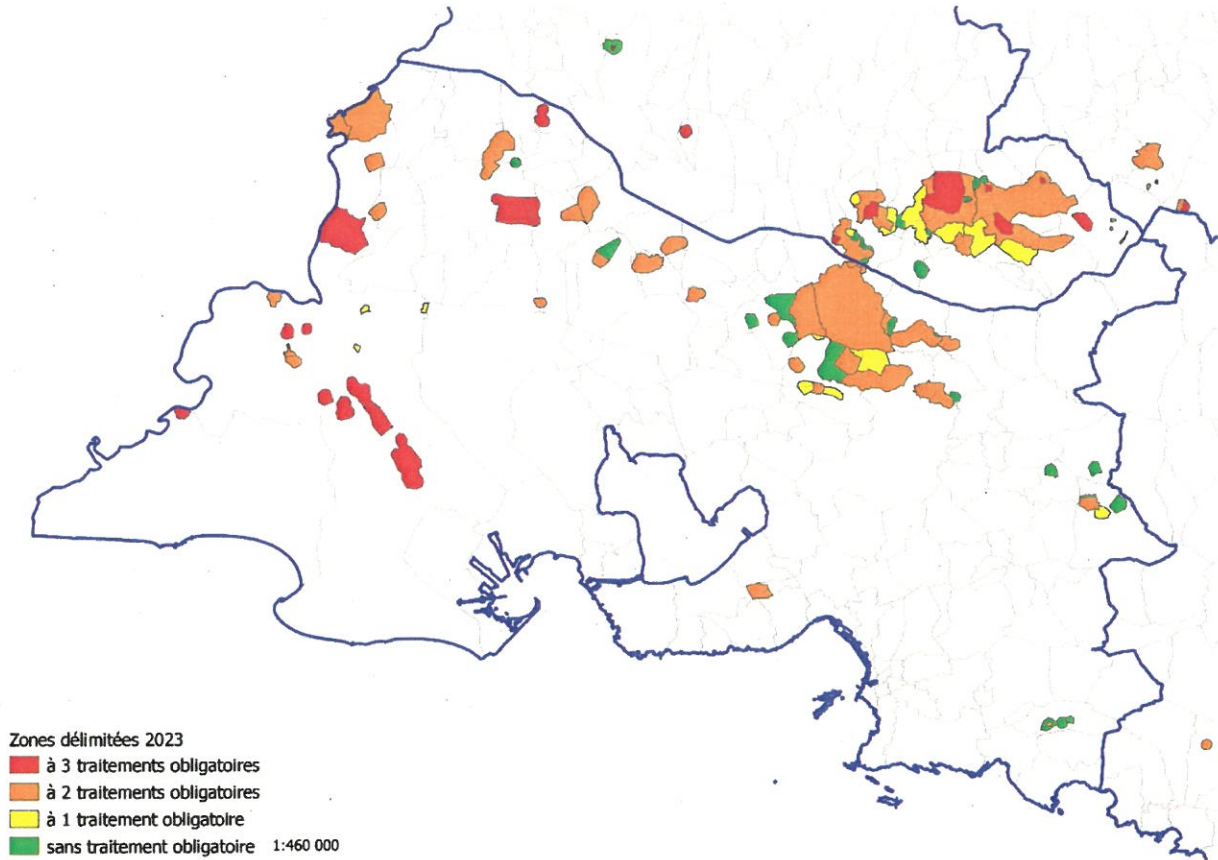 Zones délimitées 2023
à 3 traitements obligatoires
à 2 traitements obligatoires
à 1 traitement obligatoire
sans traitement obligatoire 1:460 000